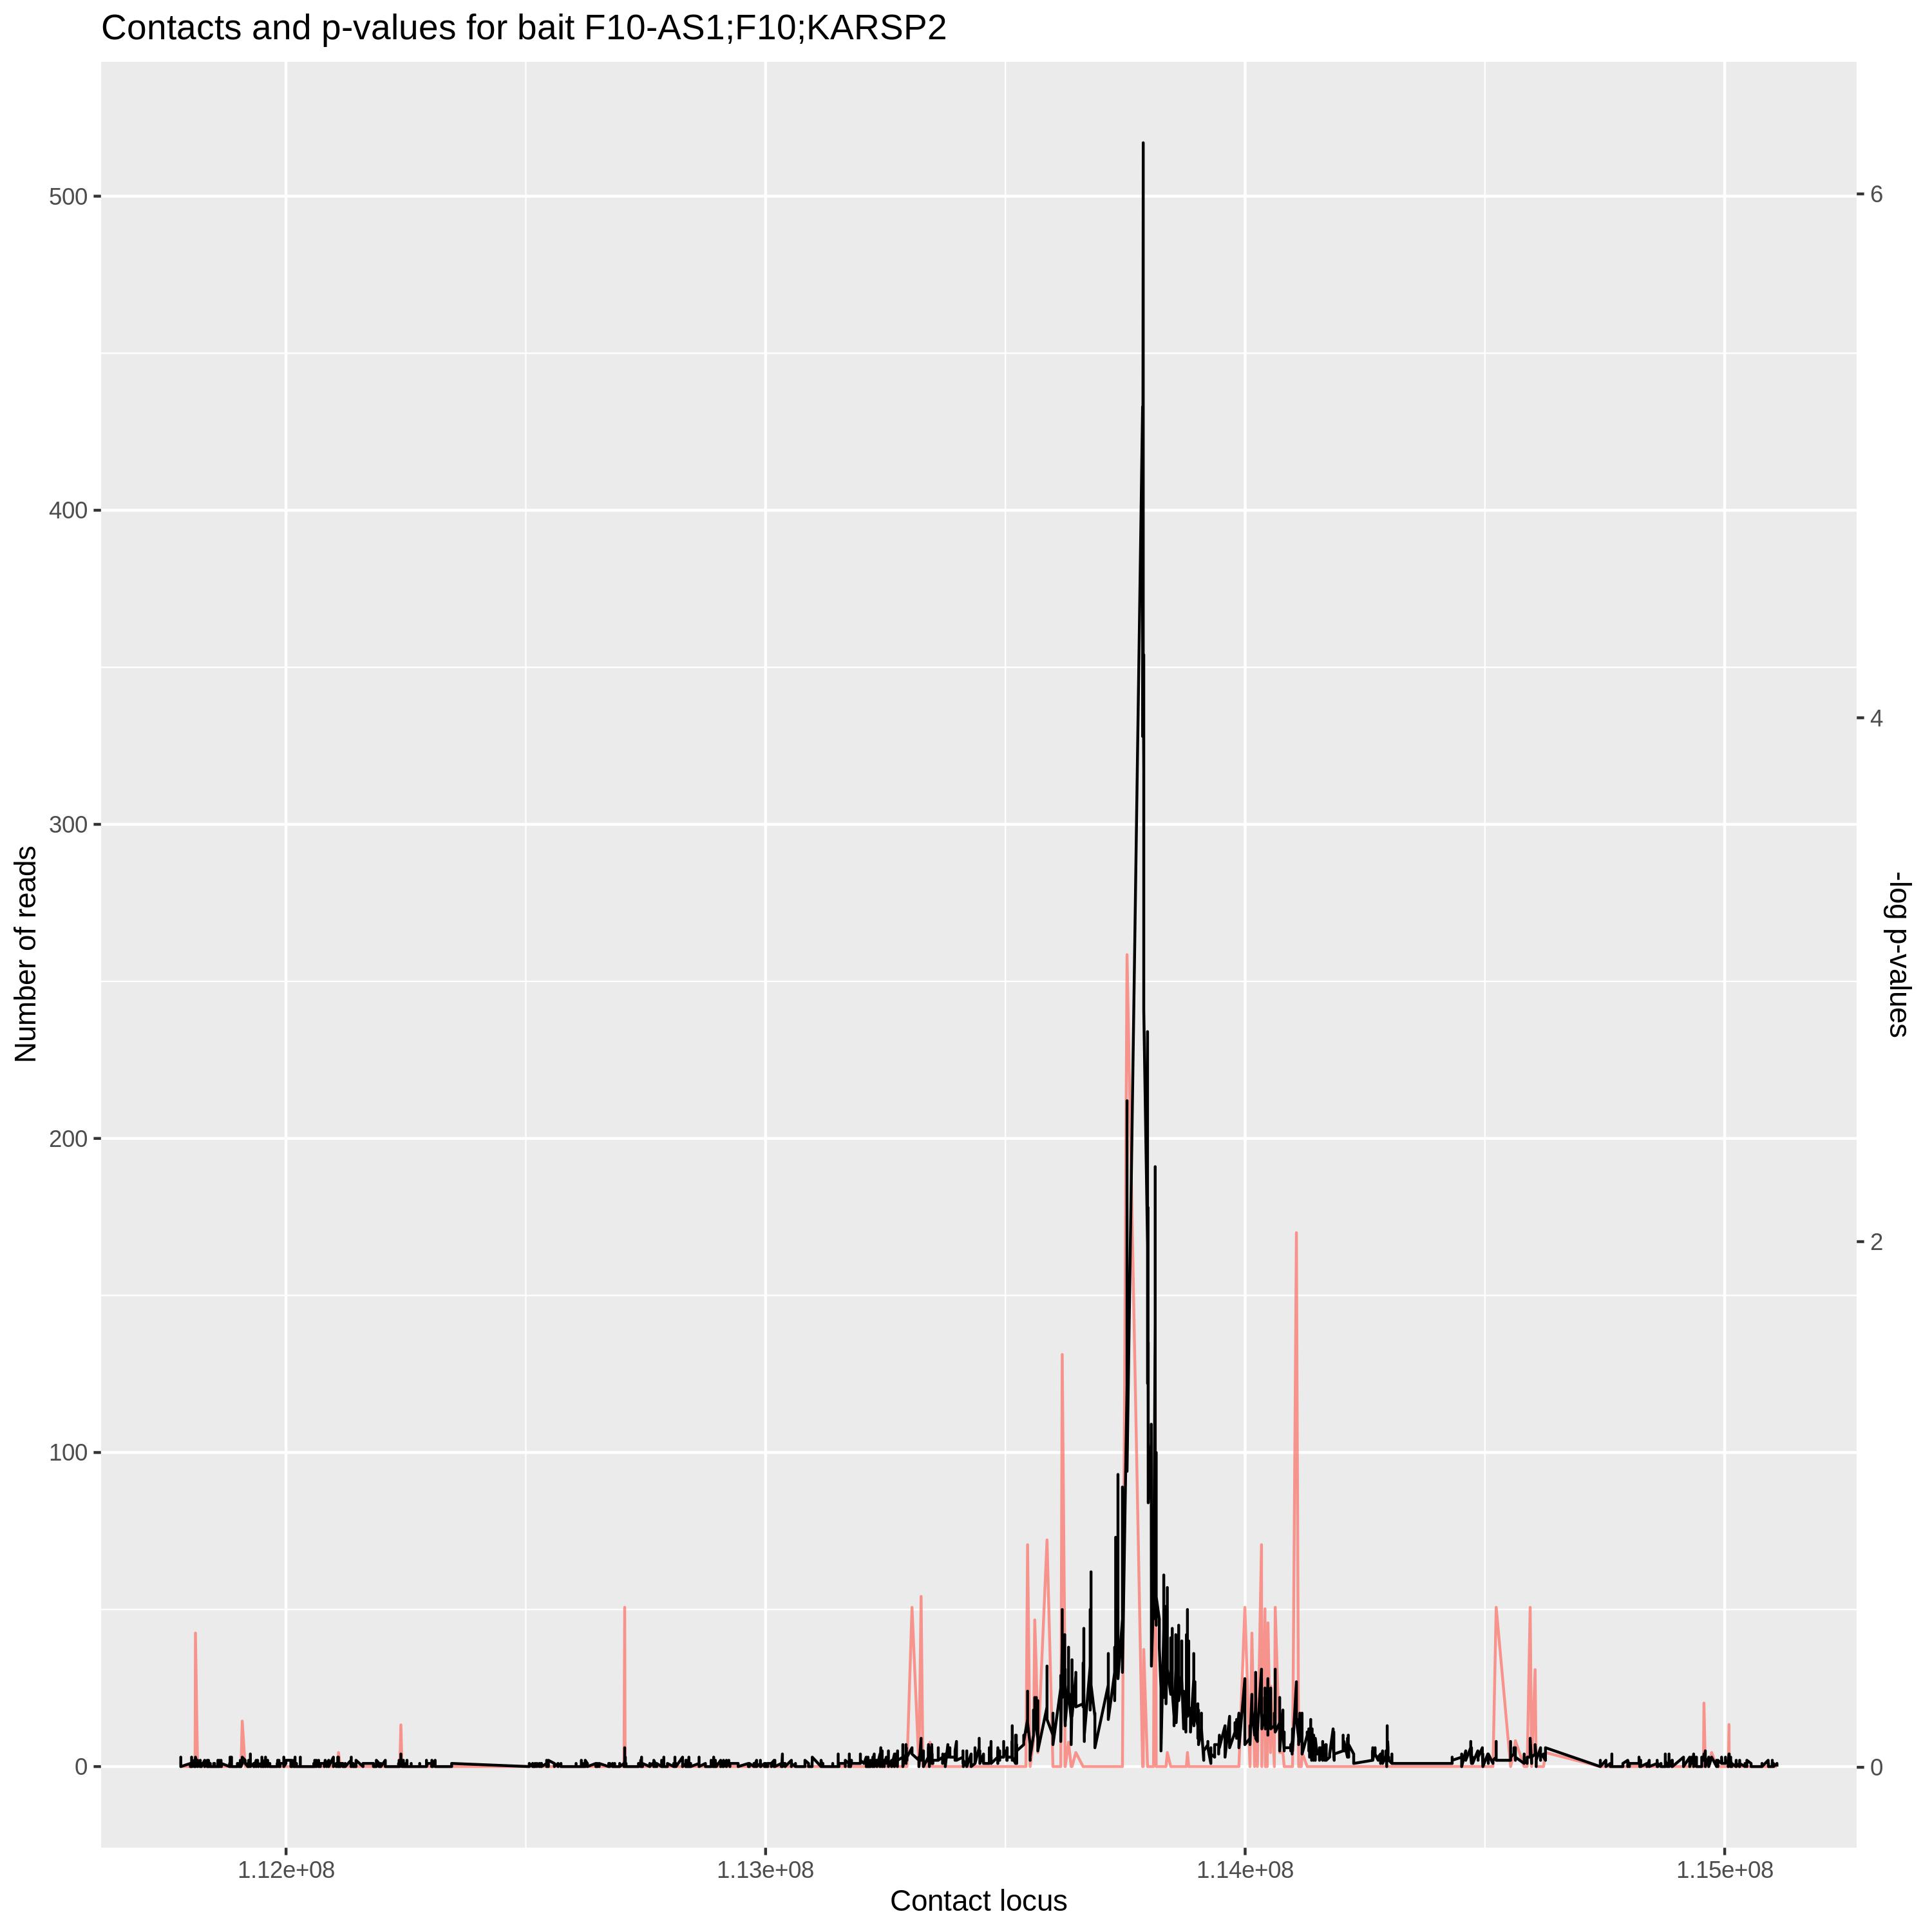 Contacts and p-values for bait F10-AS1;F10;KARSP2
500
400
300
200
100
0
6
4
2
0
Number of reads
-log p-values
1.12e+08
1.13e+08
1.14e+08
1.15e+08
Contact locus